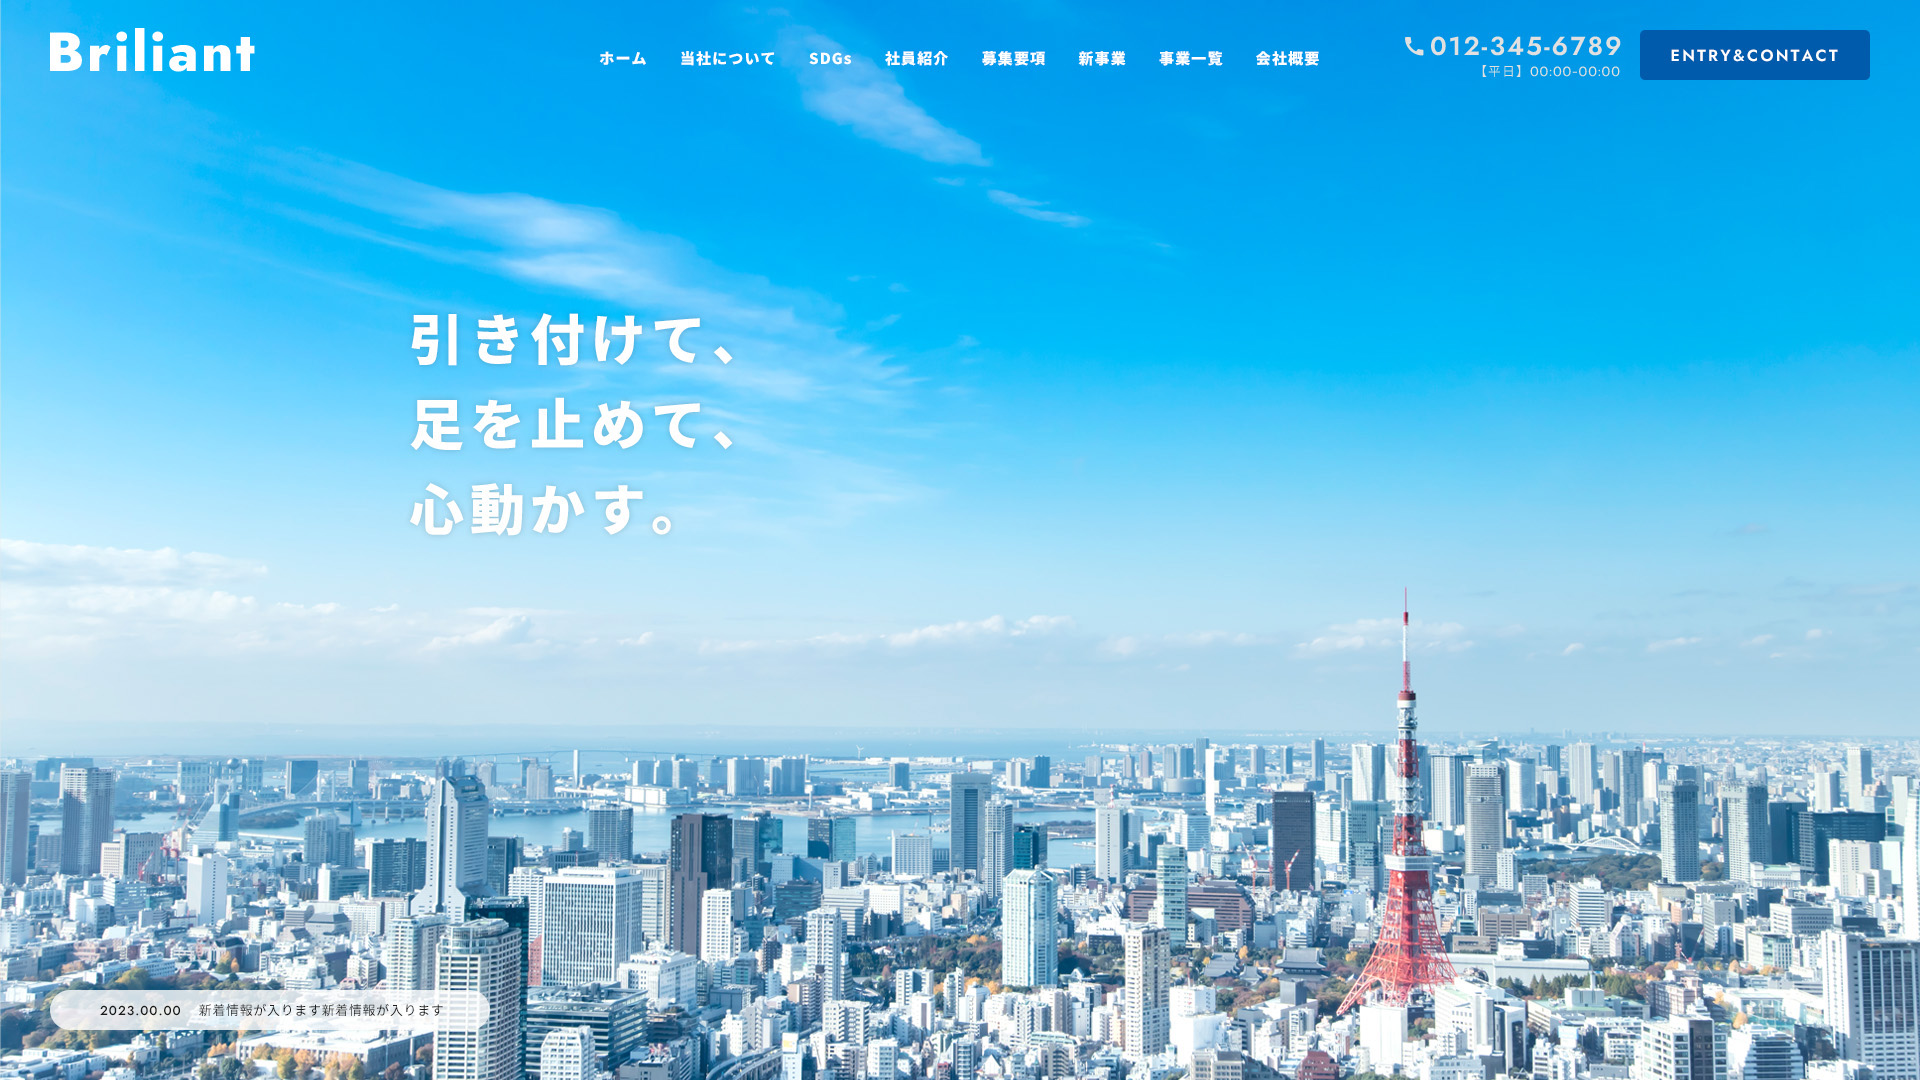 Briliant
ホーム 当社について SDGs 社員紹介 募集要項 新事業 事業一覧 会社概要
012-345-6789
【平日】00:00-00:00
ENTRY&CONTACT
引き付けて、
足を止めて、
心動かす。
2023.00.00 新着情報が入ります新着情報が入ります